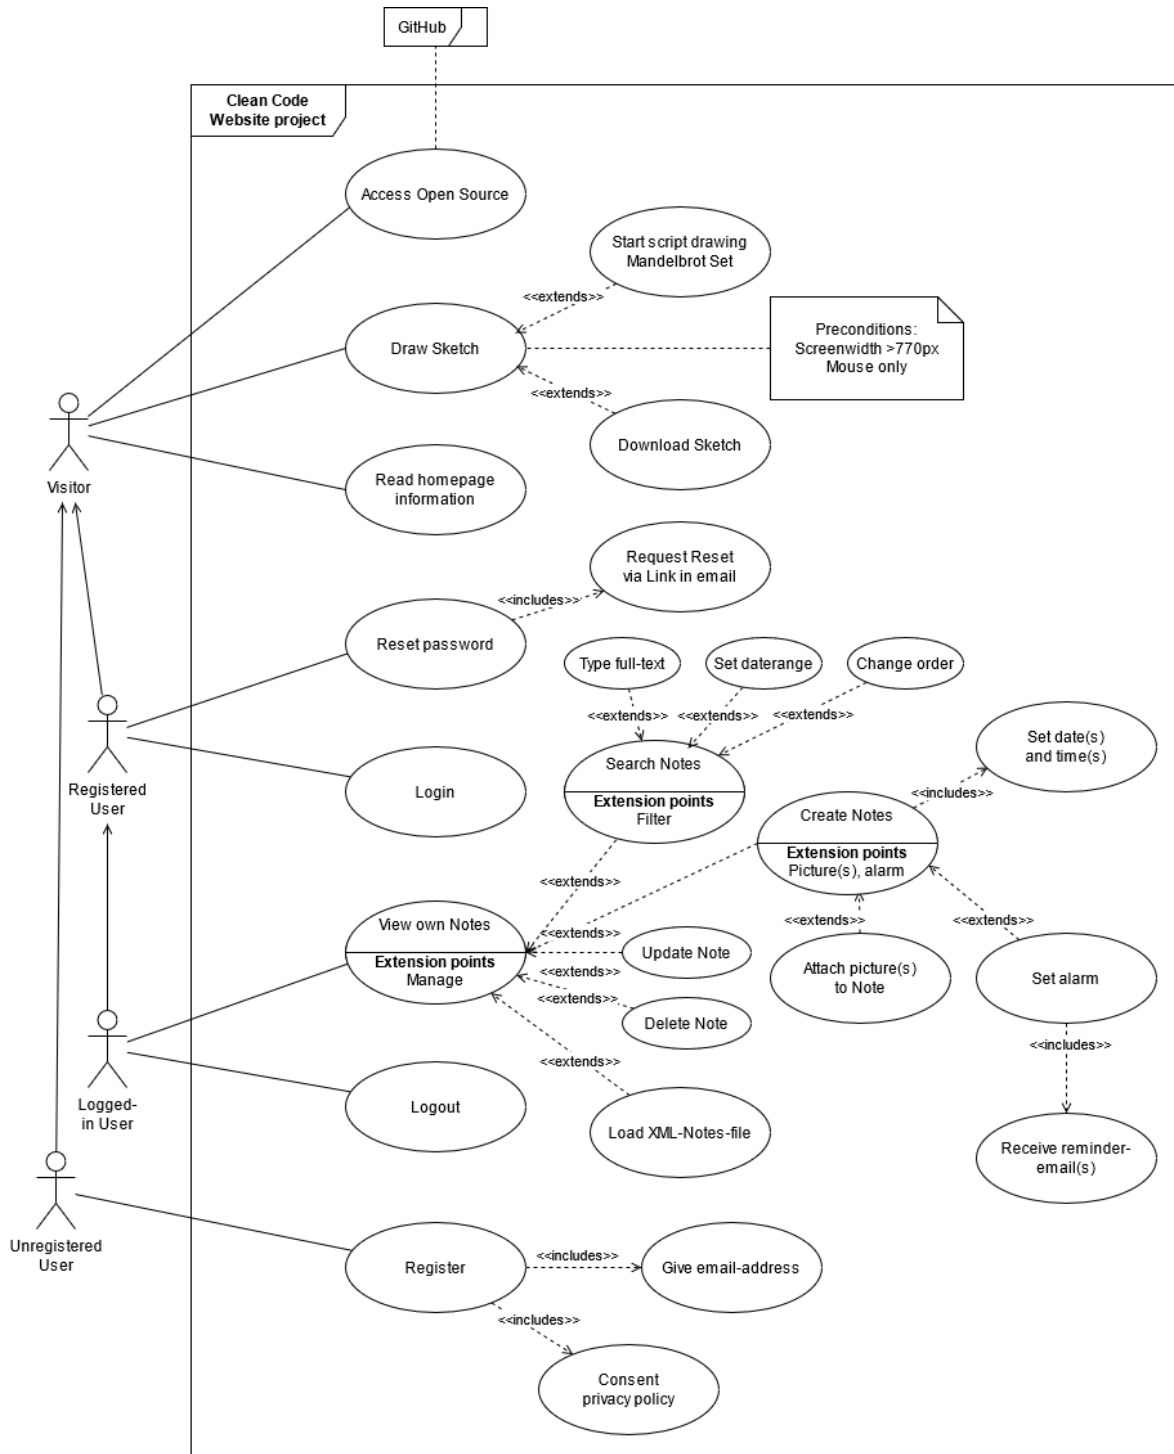 GitHub
Clean Code
Website project
Access Open Source
Start script drawing
Mandelbrot Set
<<extends>>
Draw Sketch
Preconditions:
Screenwidth >770px
Mouse only
<<extends>>
Download Sketch
Visitor
Read homepage
information
Request Reset
via Link in email
<<includes>>
Reset password
Type full-text
Set daterange
Change order
<<extends>>
<<extends>>
<<extends>>
Set date(s)
and time(s)
Search Notes
Extension points
Filter
Registered
User
Login
<<includes>>
Create Notes
Extension points
Picture(s), alarm
<<extends>>
View own Notes
Extension points
Manage
<<extends>>
<<extends>>
<<extends>>
Update Note
Attach picture(s)
to Note
Set alarm
<<extends>>
<<extends>>
Delete Note
<<includes>>
<<extends>>
Logged-
in User
Logout
Load XML-Notes-file
Receive reminder-
email(s)
Unregistered
User
Register
<<includes>>
Give email-address
<<includes>>
Consent
privacy policy